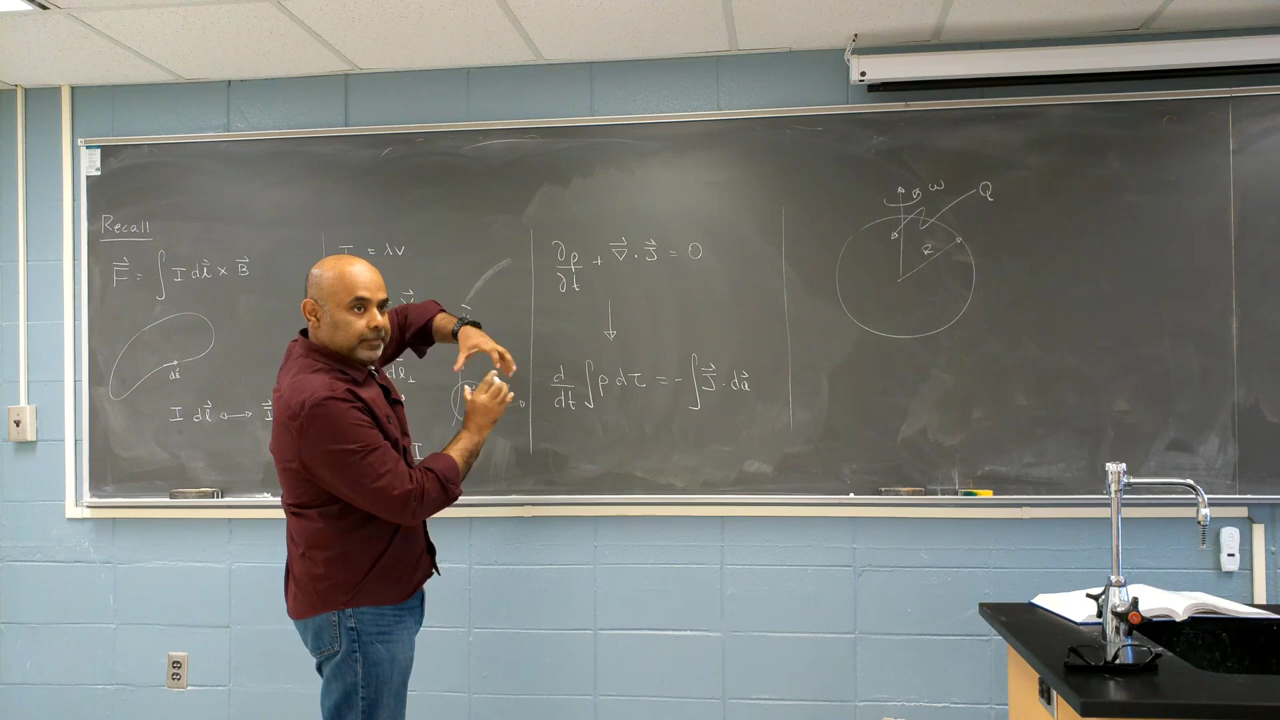 Recall
F⃗ = ∫ I dl⃗ × B⃗
dl⃗
I dl⃗ ⟷
I = λv.
dl⊥
I
∂ρ/∂t + ∇⃗ · J⃗ = 0
↓
d/dt ∫ρ dτ = - ∫ J⃗ · da⃗
ω
Q
R